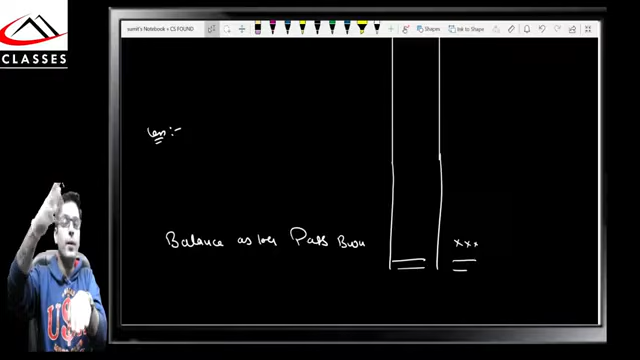 sumit's Notebook » CS FOUND
Shapes
Ink to Shape
CLASSES
Less :-
Balance as per Pass Book
xxx